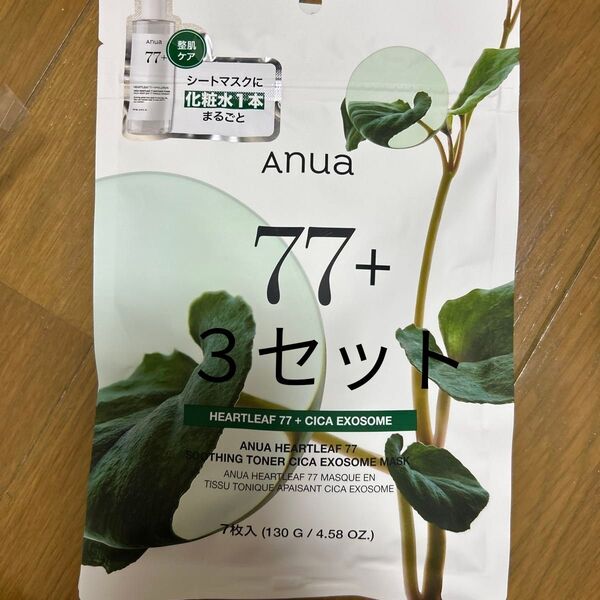 Anua
77+
整肌
ケア
シートマスクに
化粧水1本
まるごと
Anua
77+
3セット
HEARTLEAF 77 + CICA EXOSOME
ANUA HEARTLEAF 77
SOOTHING TONER CICA EXOSOME MASK
ANUA HEARTLEAF 77 MASQUE EN
TISSU TONIQUE APAISANT CICA EXOSOME
7枚入 (130 G / 4.58 OZ.)